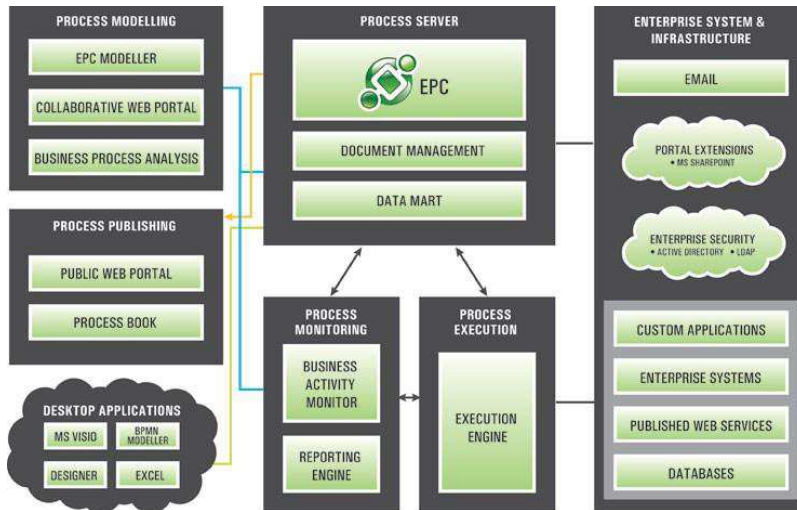 PROCESS MODELLING
EPC MODELLER
COLLABORATIVE WEB PORTAL
BUSINESS PROCESS ANALYSIS
PROCESS PUBLISHING
PUBLIC WEB PORTAL
PROCESS BOOK
DESKTOP APPLICATIONS
MS VISIO
BPMN
MODELLER
DESIGNER
EXCEL
PROCESS SERVER
EPC
DOCUMENT MANAGEMENT
DATA MART
PROCESS
MONITORING
BUSINESS
ACTIVITY
MONITOR
REPORTING
ENGINE
PROCESS
EXECUTION
EXECUTION
ENGINE
ENTERPRISE SYSTEM &
INFRASTRUCTURE
EMAIL
PORTAL EXTENSIONS
• MS SHAREPOINT
ENTERPRISE SECURITY
• ACTIVE DIRECTORY • LDAP
CUSTOM APPLICATIONS
ENTERPRISE SYSTEMS
PUBLISHED WEB SERVICES
DATABASES